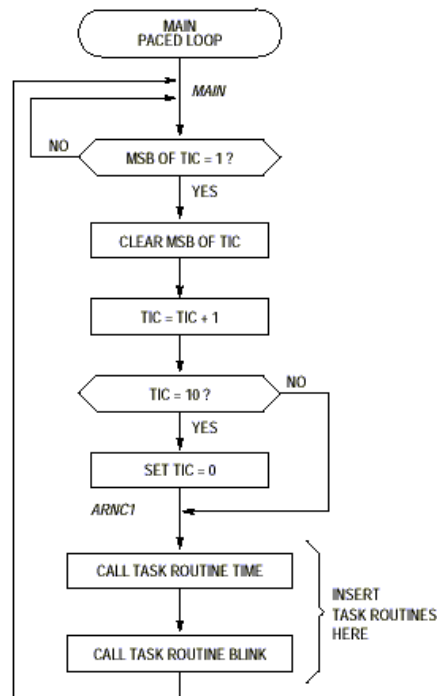 MAIN
PACED LOOP
MAIN
NO
MSB OF TIC = 1 ?
YES
CLEAR MSB OF TIC
TIC = TIC + 1
TIC = 10 ?
NO
YES
SET TIC = 0
ARNC1
CALL TASK ROUTINE TIME
INSERT
TASK ROUTINES
HERE
CALL TASK ROUTINE BLINK